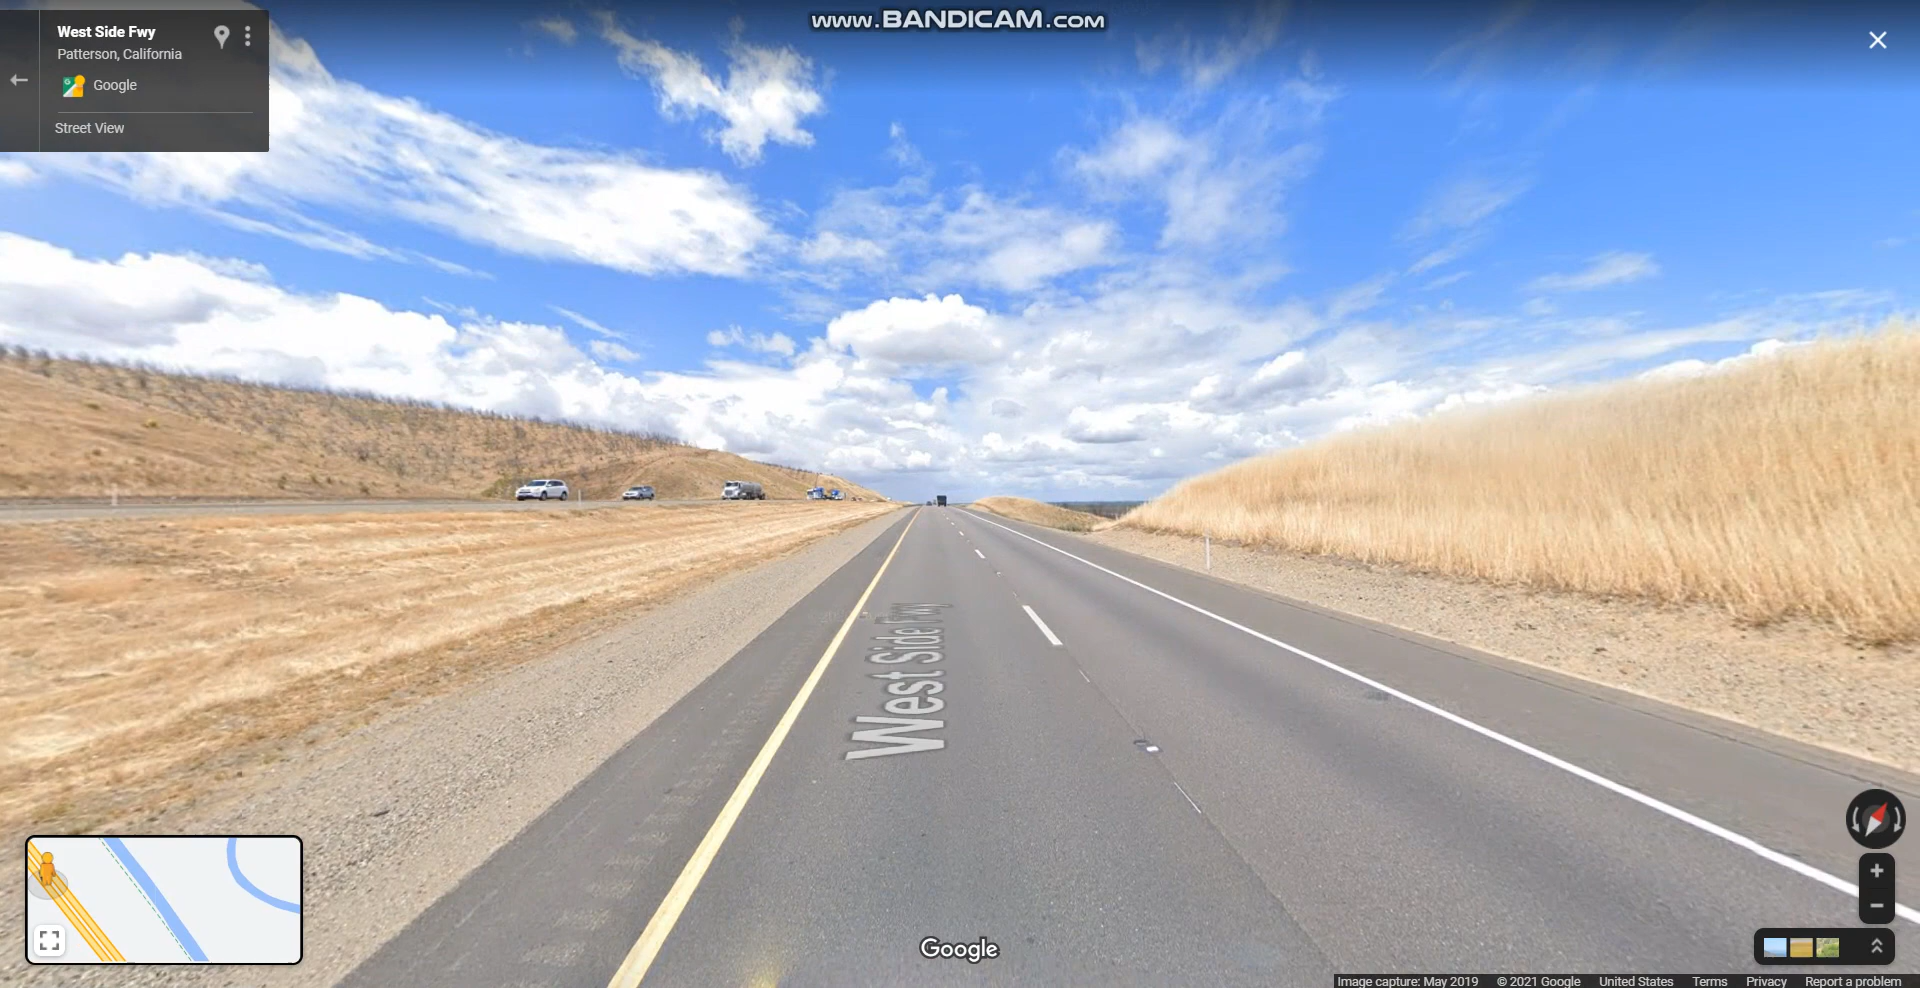 www.BANDICAM.com
West Side Fwy
Patterson, California
Google
Street View
West Side Fwy
Google
Image capture: May 2019 © 2021 Google United States Terms Privacy Report a problem